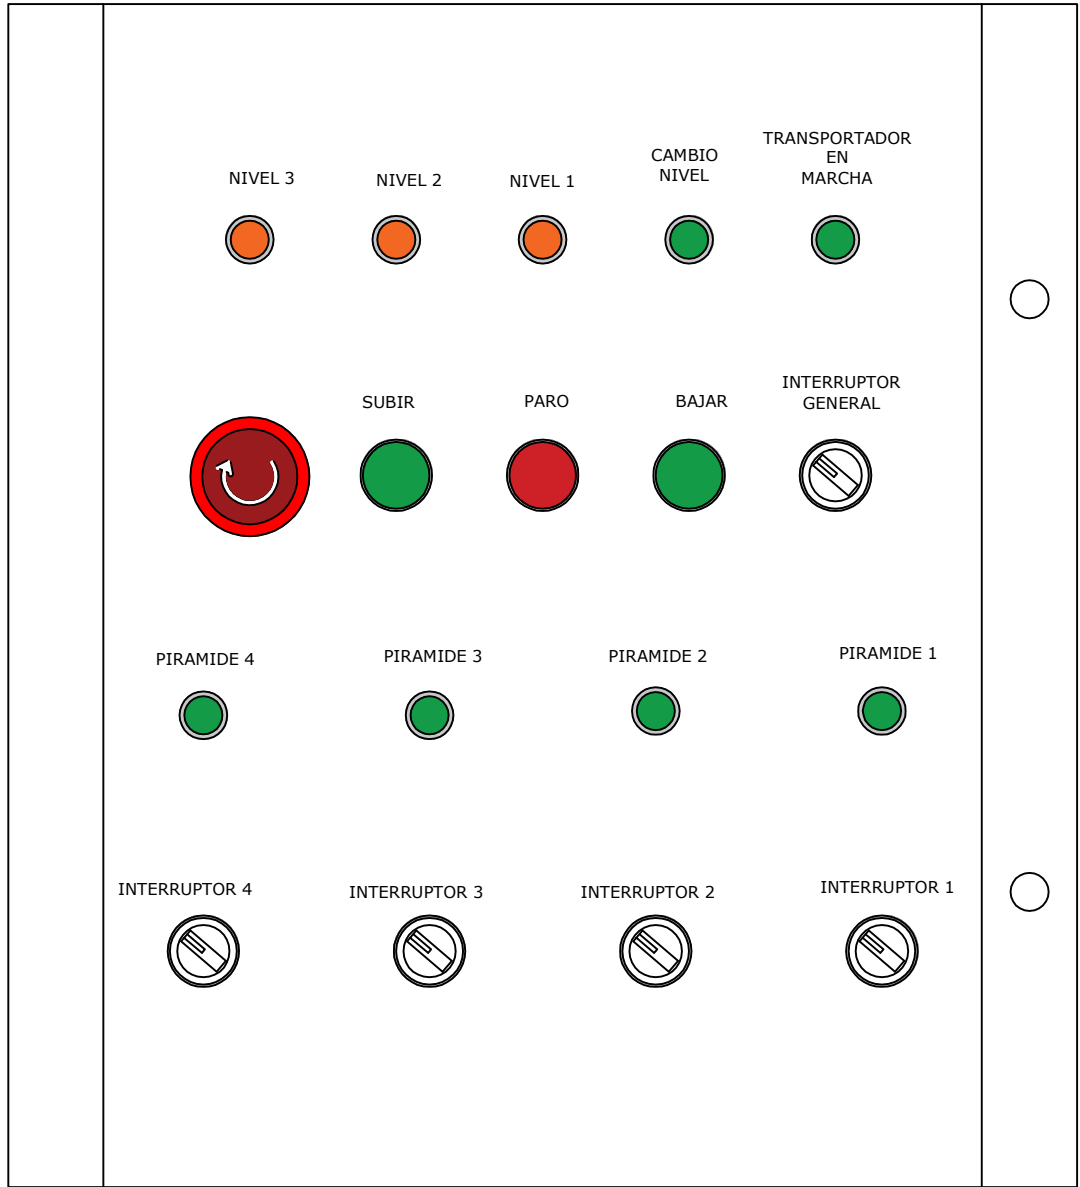 NIVEL 3
NIVEL 2
NIVEL 1
CAMBIO
NIVEL
TRANSPORTADOR
EN
MARCHA
SUBIR
PARO
BAJAR
INTERRUPTOR
GENERAL
PIRAMIDE 4
PIRAMIDE 3
PIRAMIDE 2
PIRAMIDE 1
INTERRUPTOR 4
INTERRUPTOR 3
INTERRUPTOR 2
INTERRUPTOR 1